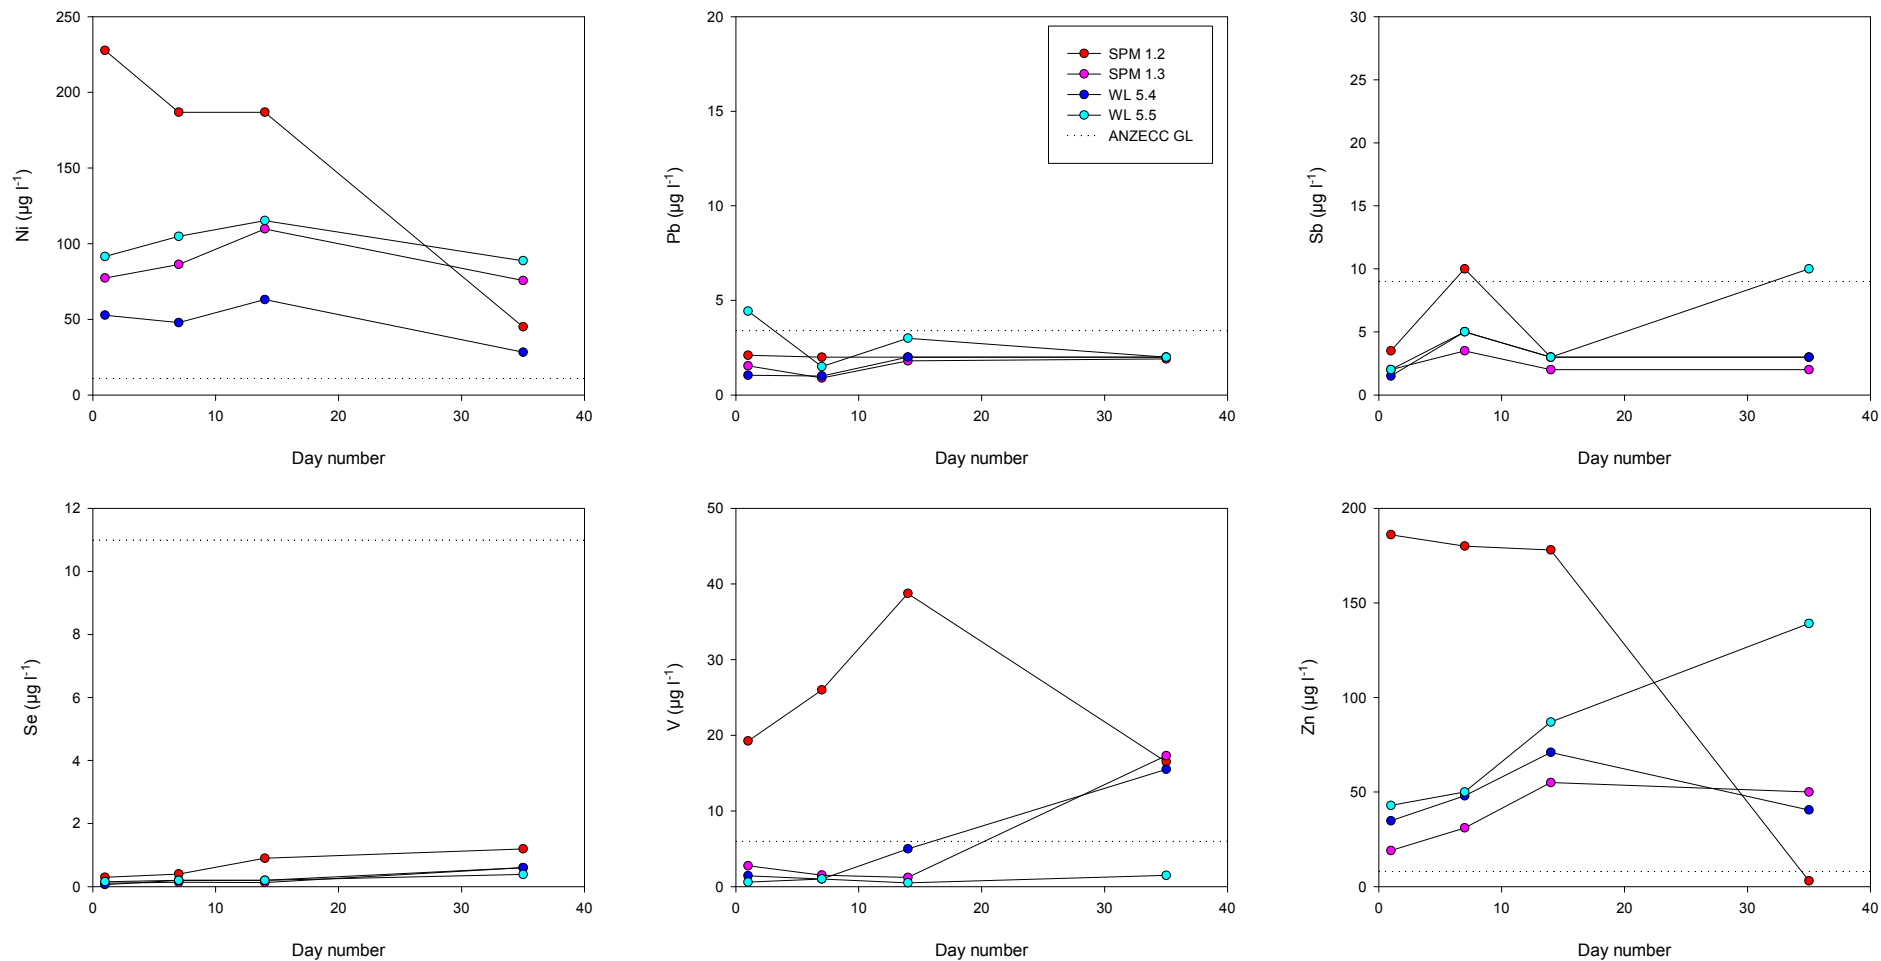 250
200
150
100
50
0
Ni (µg l-1)
0 10 20 30 40
Day number
20
15
10
5
0
Pb (µg l-1)
0 10 20 30 40
Day number
SPM 1.2
SPM 1.3
WL 5.4
WL 5.5
ANZECC GL
30
25
20
15
10
5
0
Sb (µg l-1)
0 10 20 30 40
Day number
12
10
8
6
4
2
0
Se (µg l-1)
0 10 20 30 40
Day number
50
40
30
20
10
0
V (µg l-1)
0 10 20 30 40
Day number
200
150
100
50
0
Zn (µg l-1)
0 10 20 30 40
Day number